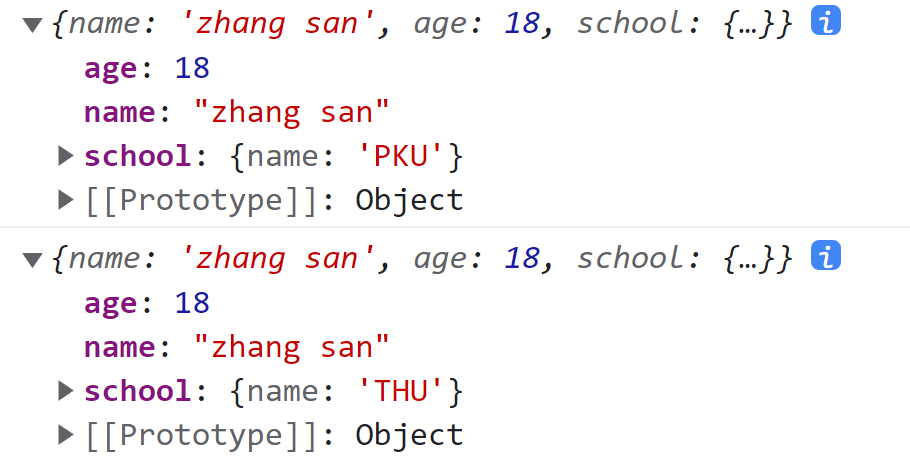 ▼{name: 'zhang san', age: 18, school: {…}} i
age: 18
name: "zhang san"
▶school: {name: 'PKU'}
▶[[Prototype]]: Object
▼{name: 'zhang san', age: 18, school: {…}} i
age: 18
name: "zhang san"
▶school: {name: 'THU'}
▶[[Prototype]]: Object